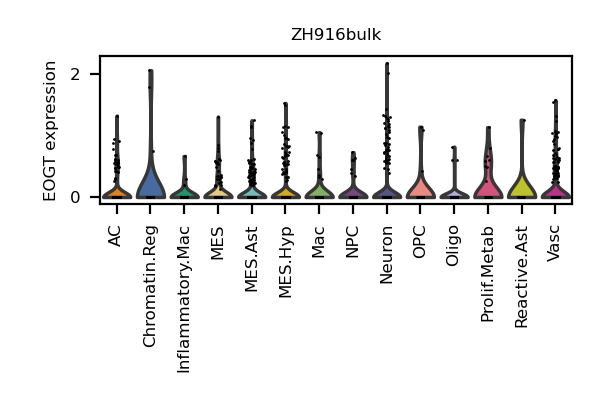 ZH916bulk
EOGT expression
2
0
AC
Chromatin.Reg
Inflammatory.Mac
MES
MES.Ast
MES.Hyp
Mac
NPC
Neuron
OPC
Oligo
Prolif.Metab
Reactive.Ast
Vasc